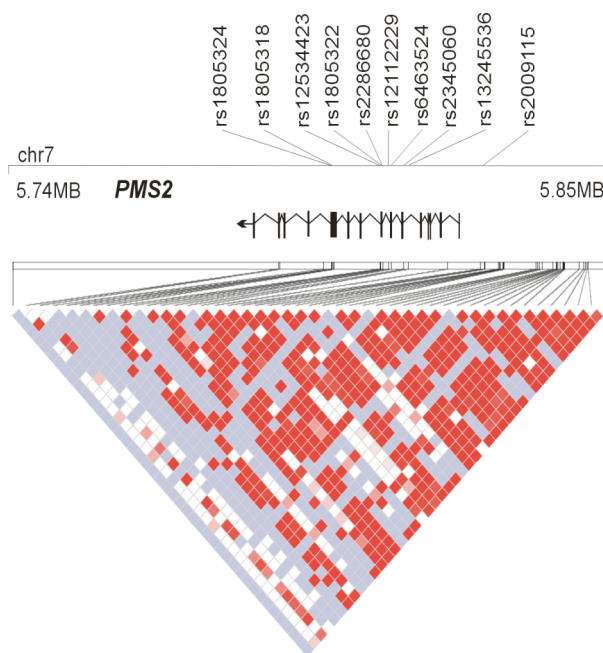 rs1805324
rs1805318
rs12534423
rs1805322
rs2286680
rs12112229
rs6463524
rs2345060
rs13245536
rs2009115
chr7
5.74MB PMS2 5.85MB